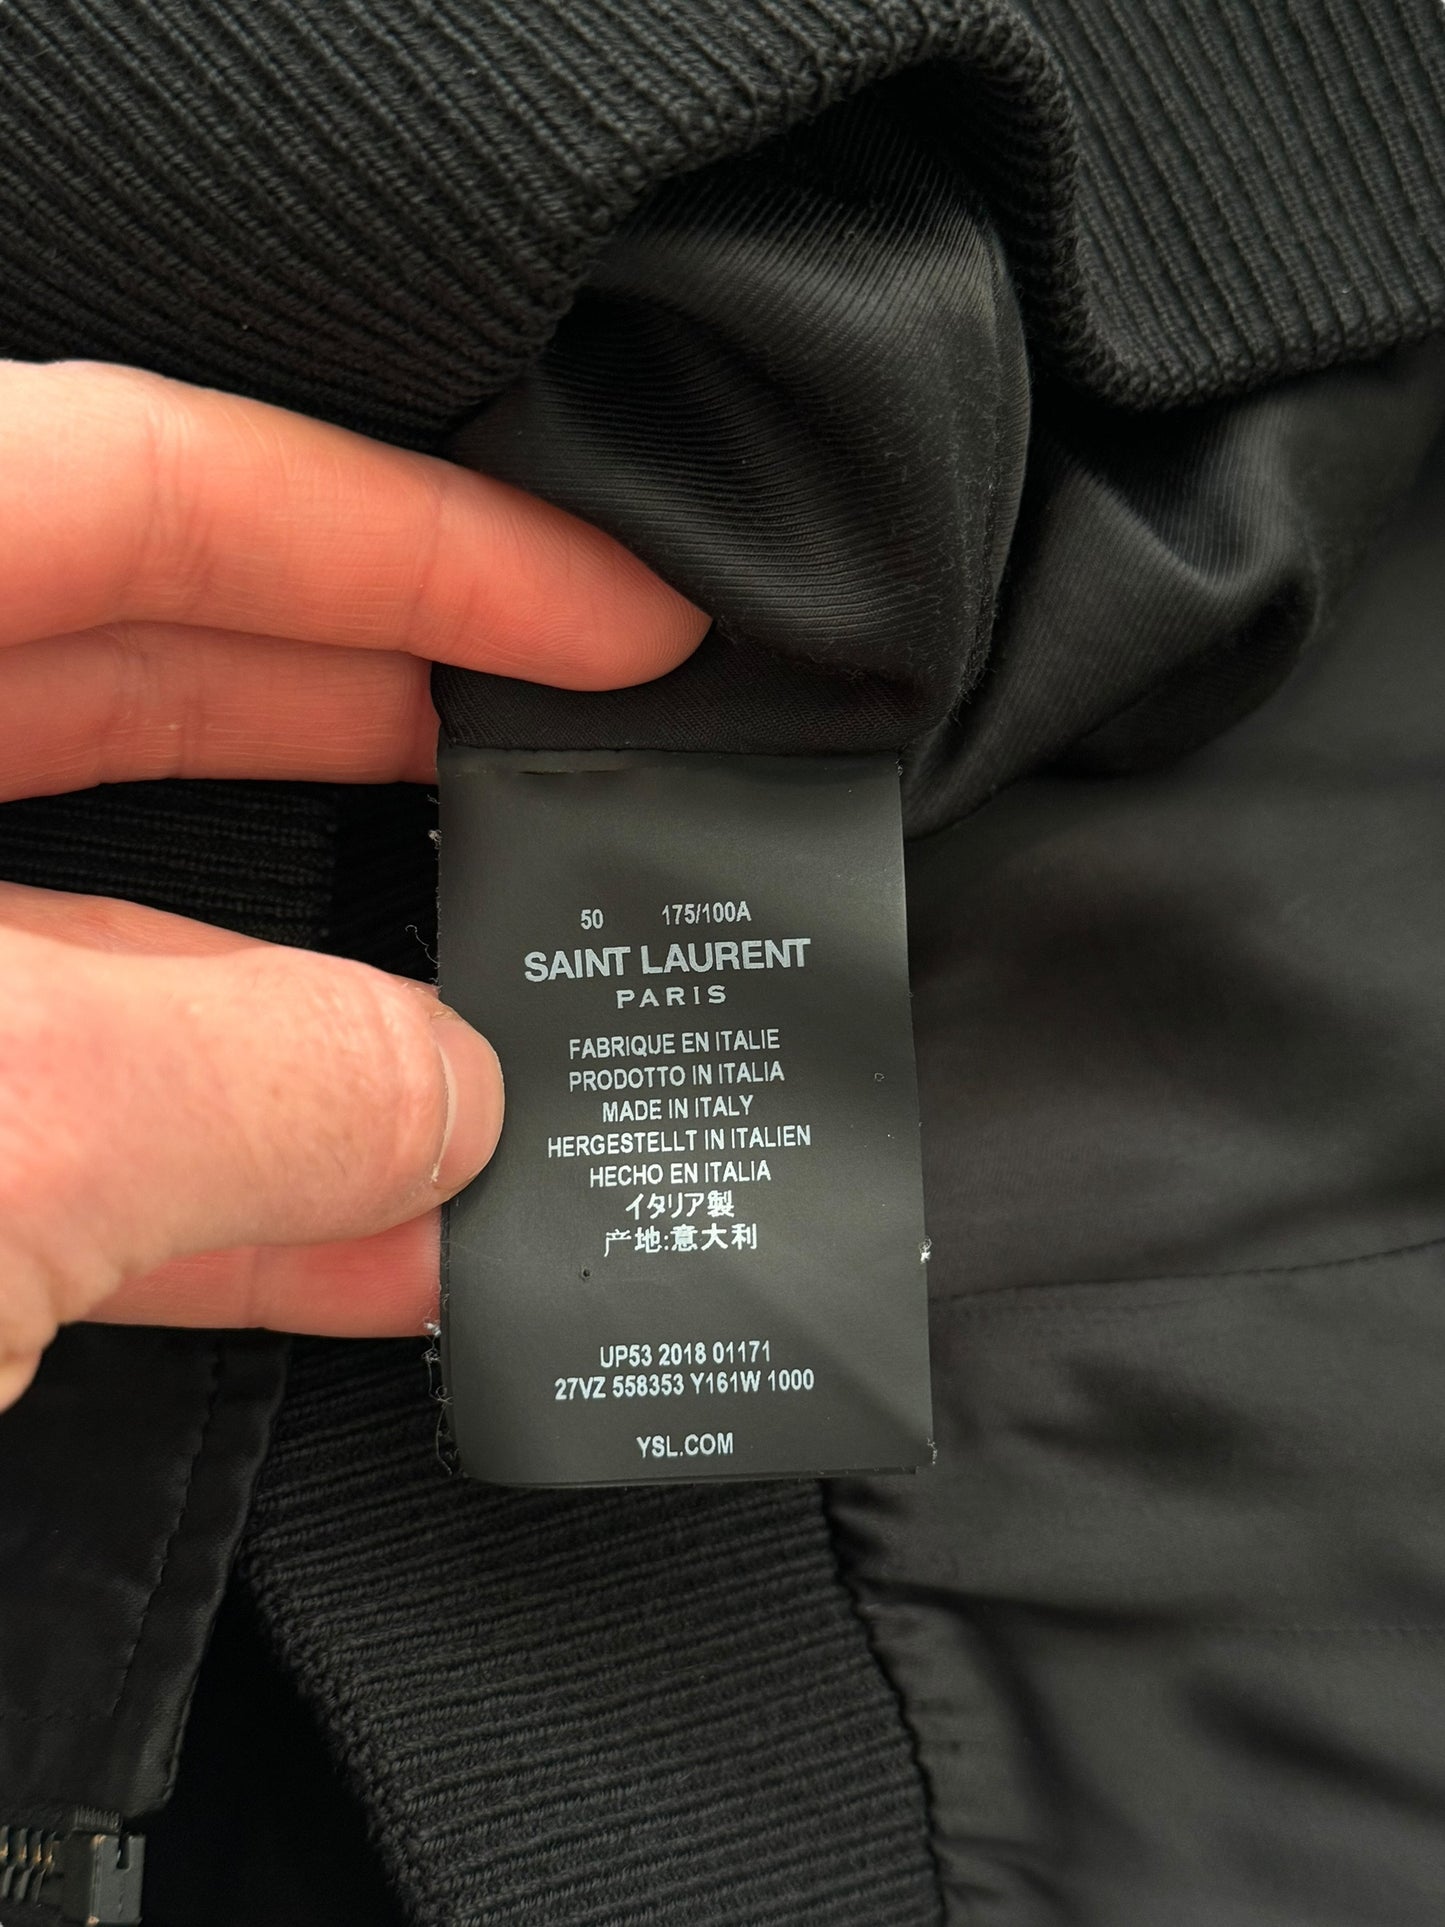 50 175/100A
SAINT LAURENT
PARIS
FABRIQUE EN ITALIE
PRODOTTO IN ITALIA
MADE IN ITALY
HERGESTELLT IN ITALIEN
HECHO EN ITALIA
イタリア製
产地:意大利
UP53 2018 01171
27VZ 558353 Y161W 1000
YSL.COM